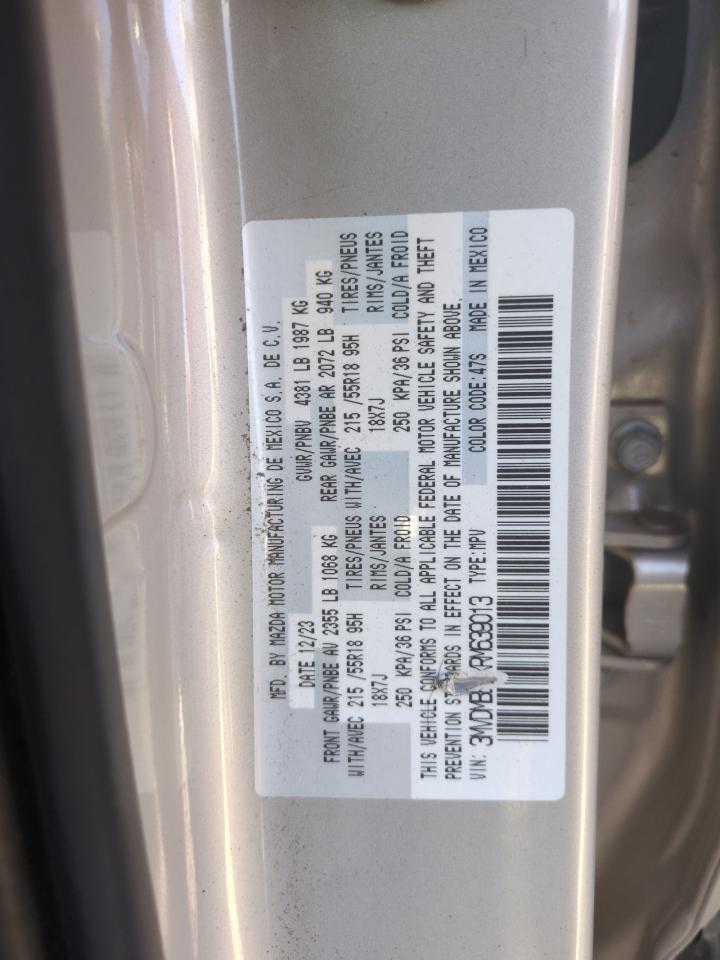 MFD. BY MAZDA MOTOR MANUFACTURING DE MEXICO S.A. DE C.V.
DATE 12/23 GVWR/PNBV 4381 LB 1987 KG
FRONT GAWR/PNBE AV 2355 LB 1068 KG REAR GAWR/PNBE AR 2072 LB 940 KG
WITH/AVEC 215 /55R18 95H TIRES/PNEUS WITH/AVEC 215 /55R18 95H TIRES/PNEUS
18X7J RIMS/JANTES 18X7J RIMS/JANTES
250 KPA/36 PSI COLD/A FROID 250 KPA/36 PSI COLD/A FROID
THIS VEHICLE CONFORMS TO ALL APPLICABLE FEDERAL MOTOR VEHICLE SAFETY AND THEFT
PREVENTION IN EFFECT ON THE DATE OF MANUFACTURE SHOWN ABOVE.
VIN: TYPE:MPV COLOR CODE:47S MADE IN MEXICO